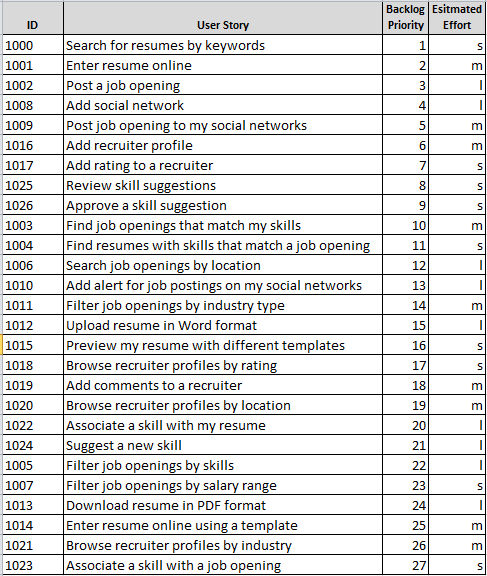 ID User Story Backlog Priority Esitmated Effort
1000 Search for resumes by keywords 1 s
1001 Enter resume online 2 m
1002 Post a job opening 3 l
1008 Add social network 4 l
1009 Post job opening to my social networks 5 m
1016 Add recruiter profile 6 m
1017 Add rating to a recruiter 7 s
1025 Review skill suggestions 8 s
1026 Approve a skill suggestion 9 s
1003 Find job openings that match my skills 10 m
1004 Find resumes with skills that match a job opening 11 s
1006 Search job openings by location 12 l
1010 Add alert for job postings on my social networks 13 l
1011 Filter job openings by industry type 14 m
1012 Upload resume in Word format 15 l
1015 Preview my resume with different templates 16 s
1018 Browse recruiter profiles by rating 17 s
1019 Add comments to a recruiter 18 m
1020 Browse recruiter profiles by location 19 m
1022 Associate a skill with my resume 20 l
1024 Suggest a new skill 21 l
1005 Filter job openings by skills 22 l
1007 Filter job openings by salary range 23 s
1013 Download resume in PDF format 24 l
1014 Enter resume online using a template 25 m
1021 Browse recruiter profiles by industry 26 m
1023 Associate a skill with a job opening 27 s